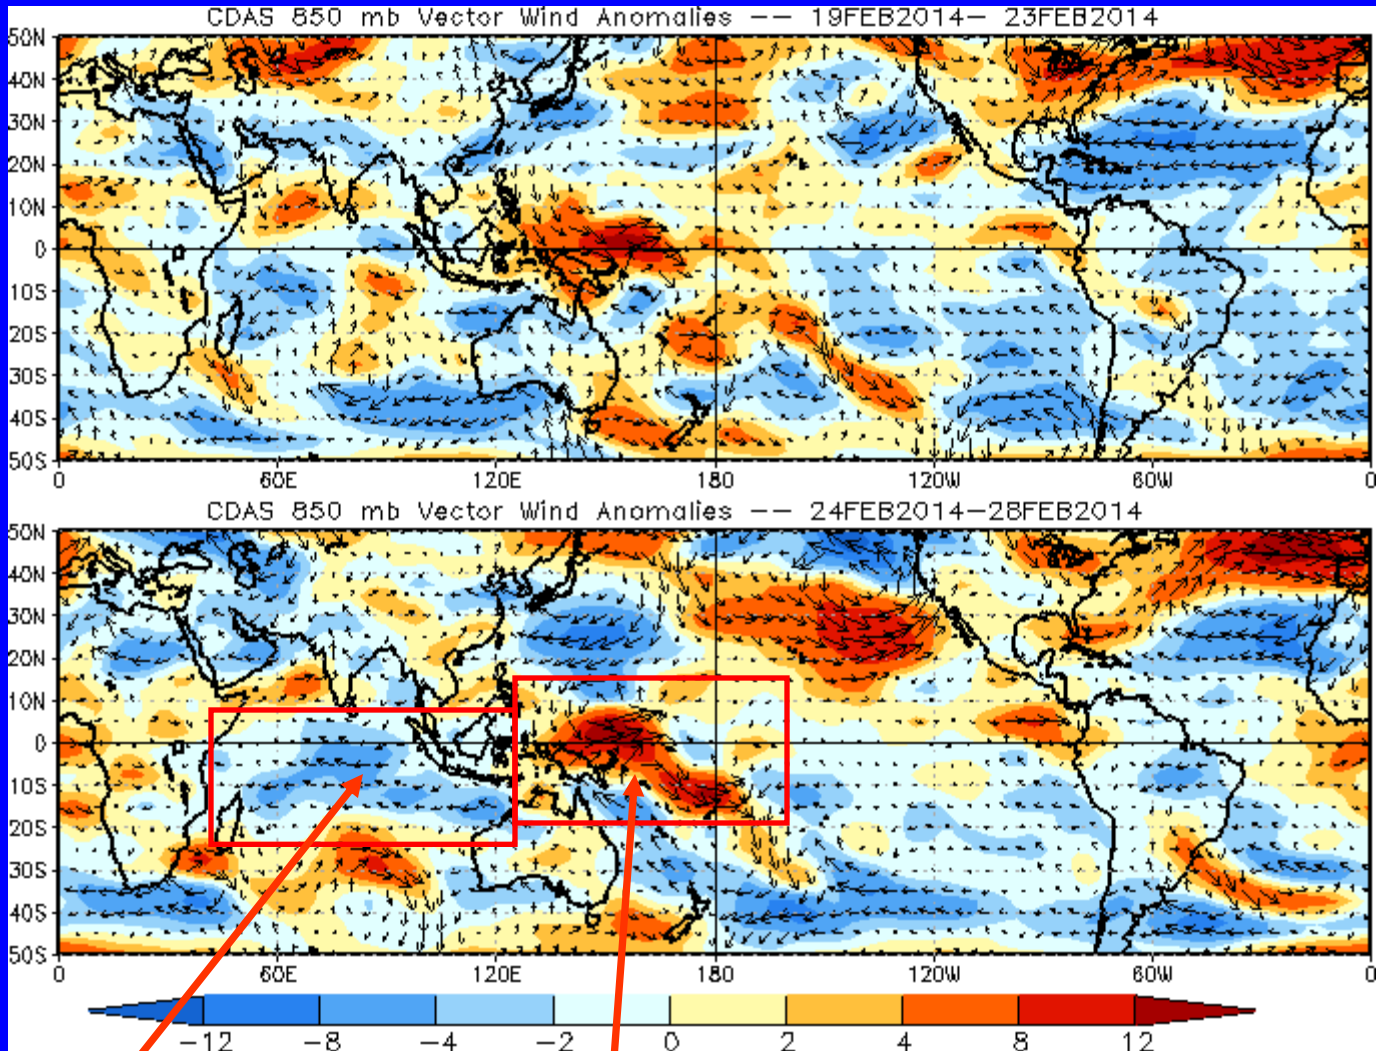 CDAS 850 mb Vector Wind Anomalies -- 19FEB2014- 23FEB2014
50N
40N
30N
20N
10N
0
10S
20S
30S
40S
50S
0 60E 120E 180 120W 60W 0
CDAS 850 mb Vector Wind Anomalies -- 24FEB2014-28FEB2014
50N
40N
30N
20N
10N
0
10S
20S
30S
40S
50S
0 60E 120E 180 120W 60W 0
-12 -8 -4 -2 0 2 4 8 12